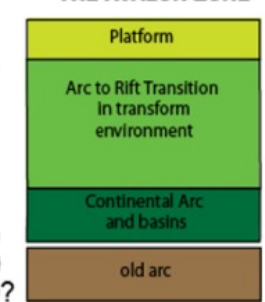 Platform
Arc to Rift Transition
in transform
environment
Continental Arc
and basins
old arc
?